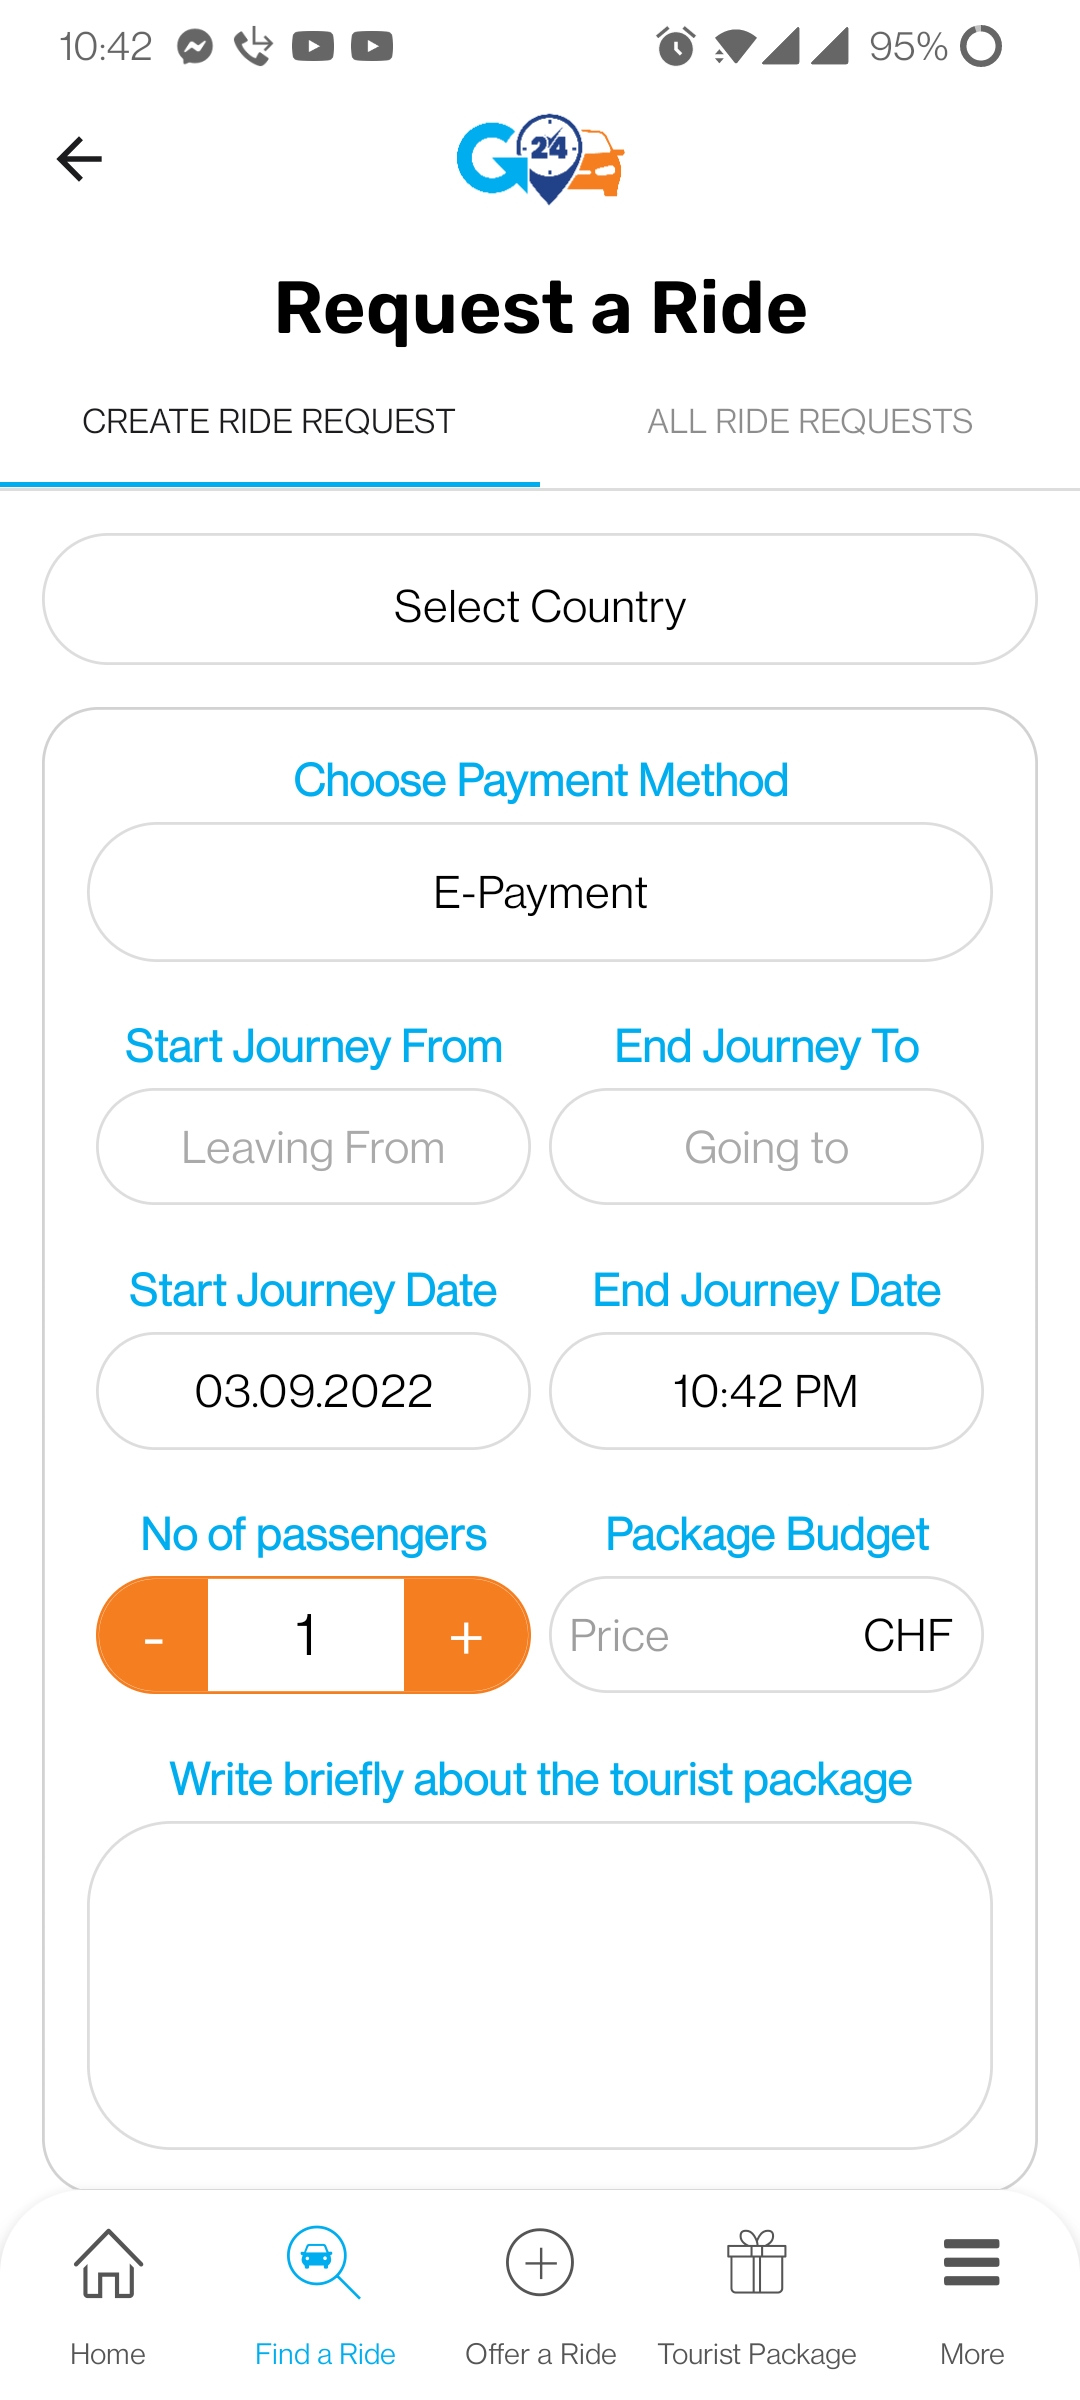 10:42 95%
G 24
Request a Ride
CREATE RIDE REQUEST ALL RIDE REQUESTS
Select Country
Choose Payment Method
E-Payment
Start Journey From End Journey To
Leaving From Going to
Start Journey Date End Journey Date
03.09.2022 10:42 PM
No of passengers Package Budget
- 1 + Price CHF
Write briefly about the tourist package
Home Find a Ride Offer a Ride Tourist Package More